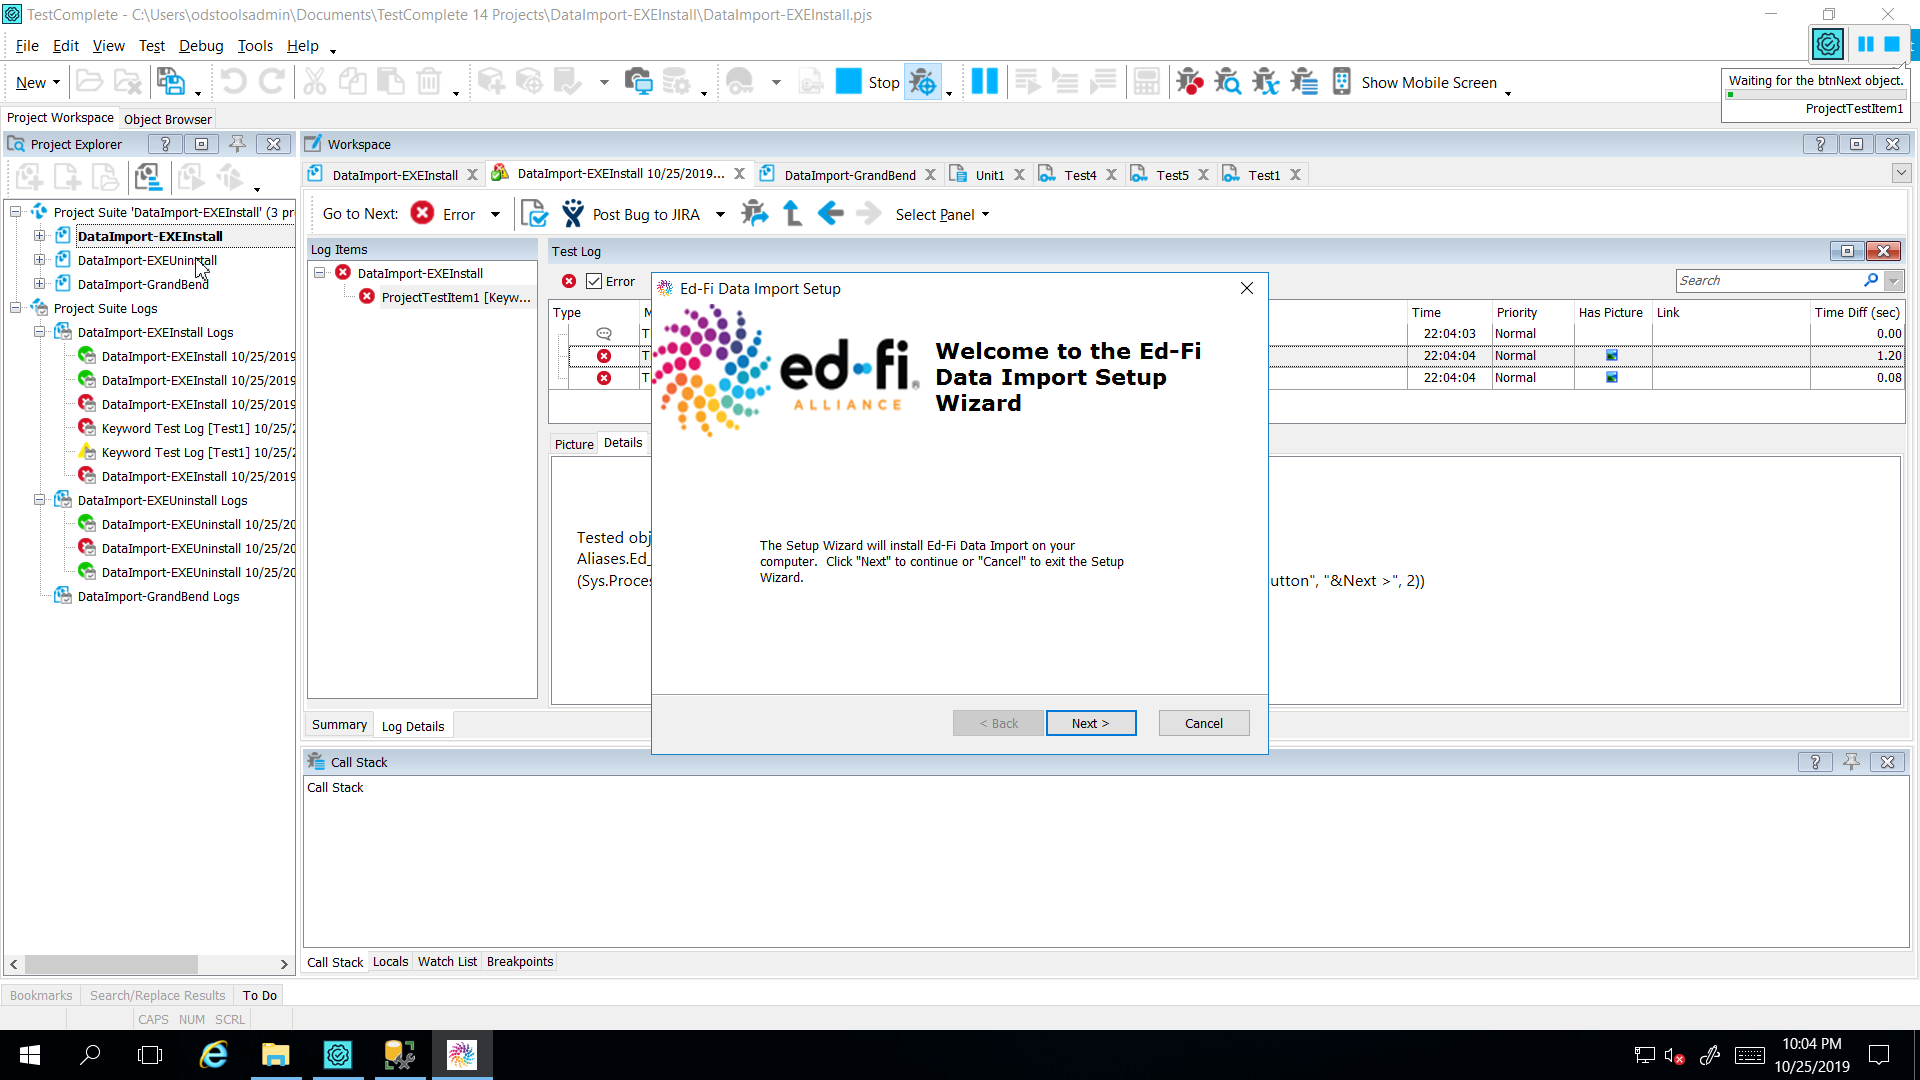 TestComplete - C:\Users\odstoolsadmin\Documents\TestComplete 14 Projects\DataImport-EXEInstall\DataImport-EXEInstall.pjs
File Edit View Test Debug Tools Help
New Stop Show Mobile Screen
Waiting for the btnNext object.
ProjectTestItem1
Project Workspace Object Browser
Project Explorer
Workspace
DataImport-EXEInstall DataImport-EXEInstall 10/25/2019... DataImport-GrandBend Unit1 Test4 Test5 Test1
Go to Next: Error Post Bug to JIRA Select Panel
Project Suite 'DataImport-EXEInstall' (3 pr
DataImport-EXEInstall
DataImport-EXEUninstall
DataImport-GrandBend
Project Suite Logs
DataImport-EXEInstall Logs
DataImport-EXEInstall 10/25/2019
DataImport-EXEInstall 10/25/2019
DataImport-EXEInstall 10/25/2019
Keyword Test Log [Test1] 10/25/2
Keyword Test Log [Test1] 10/25/2
DataImport-EXEInstall 10/25/2019
DataImport-EXEUninstall Logs
DataImport-EXEUninstall 10/25/20
DataImport-EXEUninstall 10/25/20
DataImport-EXEUninstall 10/25/20
DataImport-GrandBend Logs
Log Items
DataImport-EXEInstall
ProjectTestItem1 [Keyw...
Test Log
Error
Search
Type M Time Priority Has Picture Link Time Diff (sec)
T 22:04:03 Normal 0.00
T 22:04:04 Normal 1.20
T 22:04:04 Normal 0.08
Picture Details
Tested obj
Aliases.Ed_
(Sys.Proces utton", "&Next >", 2))
Ed-Fi Data Import Setup
ed-fi
ALLIANCE
Welcome to the Ed-Fi
Data Import Setup
Wizard
The Setup Wizard will install Ed-Fi Data Import on your
computer. Click "Next" to continue or "Cancel" to exit the Setup
Wizard.
< Back Next > Cancel
Summary Log Details
Call Stack
Call Stack
Call Stack Locals Watch List Breakpoints
Bookmarks Search/Replace Results To Do
CAPS NUM SCRL
10:04 PM
10/25/2019